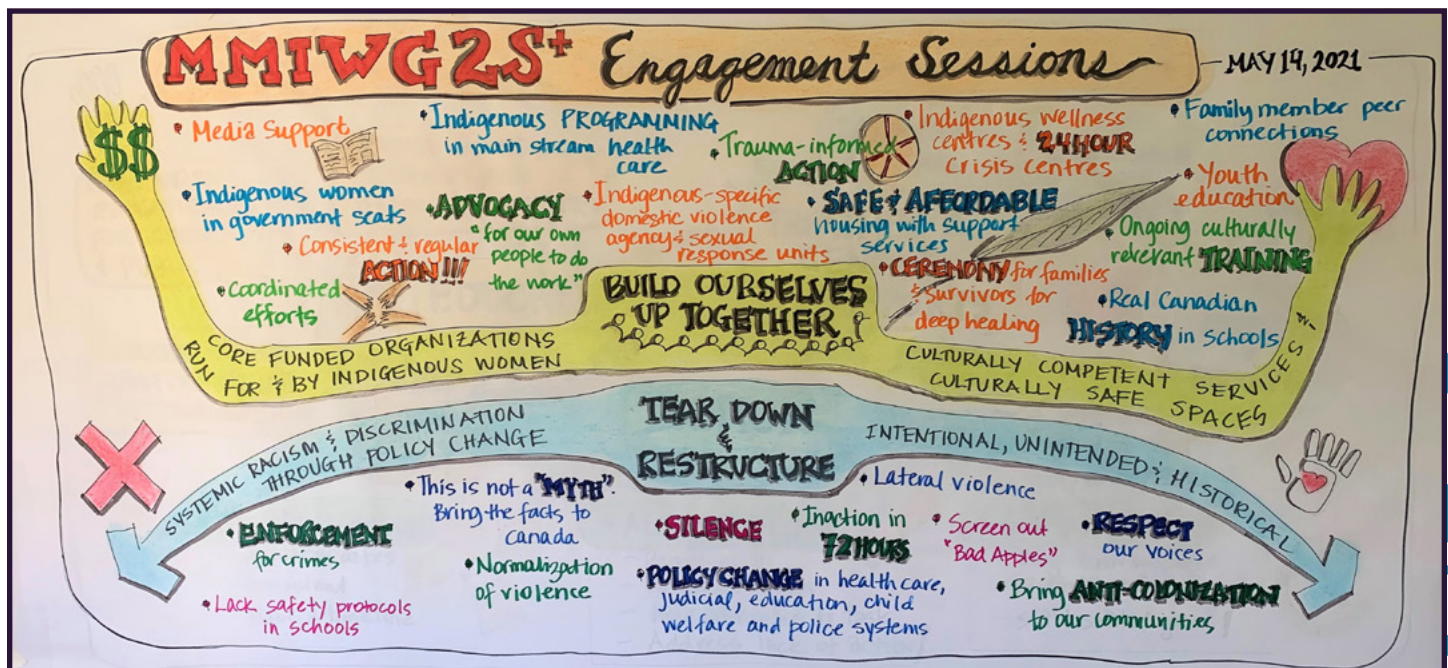 MMIWG2S+ Engagement Sessions
MAY 14, 2021
$$
• Media Support
• Indigenous PROGRAMMING
in main stream health
care
• Trauma-informed
ACTION
• Indigenous wellness
centres & 24 HOUR
Crisis centres
• Family member peer
connections
• Indigenous women
in government seats
• ADVOCACY
"for our own
people to do
the work"
• Indigenous-specific
domestic violence
agency & sexual
response units
• SAFE & AFFORDABLE
housing with support
services
• Youth
education
• Consistent & regular
ACTION!!!
• Ongoing culturally
relevant TRAINING
• Coordinated
efforts
• CEREMONY for families
& survivors for
deep healing
• Real Canadian
HISTORY in schools
BUILD OURSELVES
UP TOGETHER
CORE FUNDED ORGANIZATIONS
RUN FOR & BY INDIGENOUS WOMEN
CULTURALLY COMPETENT SERVICES &
CULTURALLY SAFE SPACES
TEAR DOWN
&
RESTRUCTURE
SYSTEMIC RACISM & DISCRIMINATION
THROUGH POLICY CHANGE
INTENTIONAL, UNINTENDED & HISTORICAL
• This is not a "MYTH".
Bring the facts to
Canada
• Lateral violence
• ENFORCEMENT
for crimes
• SILENCE
• Inaction in
72 HOURS
• Screen out
"Bad Apples"
• RESPECT
our voices
• Normalization
of violence
• POLICY CHANGE in health care,
judicial, education, child
welfare and police systems
• Bring ANTI-COLONIZATION
to our communities
• Lack safety protocols
in schools